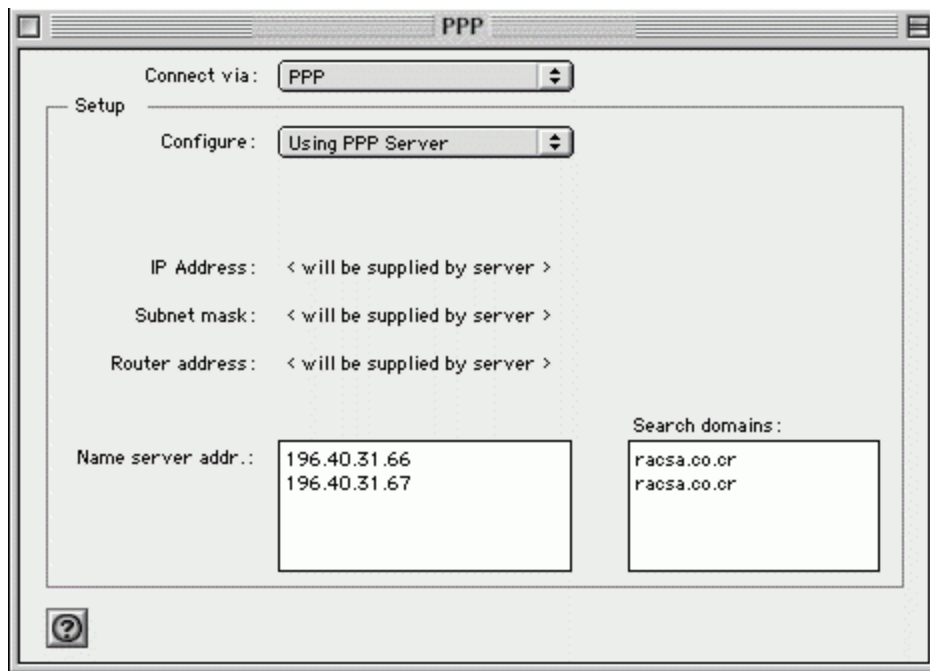 PPP
Connect via: PPP
Setup
Configure: Using PPP Server
IP Address: < will be supplied by server >
Subnet mask: < will be supplied by server >
Router address: < will be supplied by server >
Search domains:
Name server addr.: 196.40.31.66 racsa.co.cr
196.40.31.67 racsa.co.cr
?